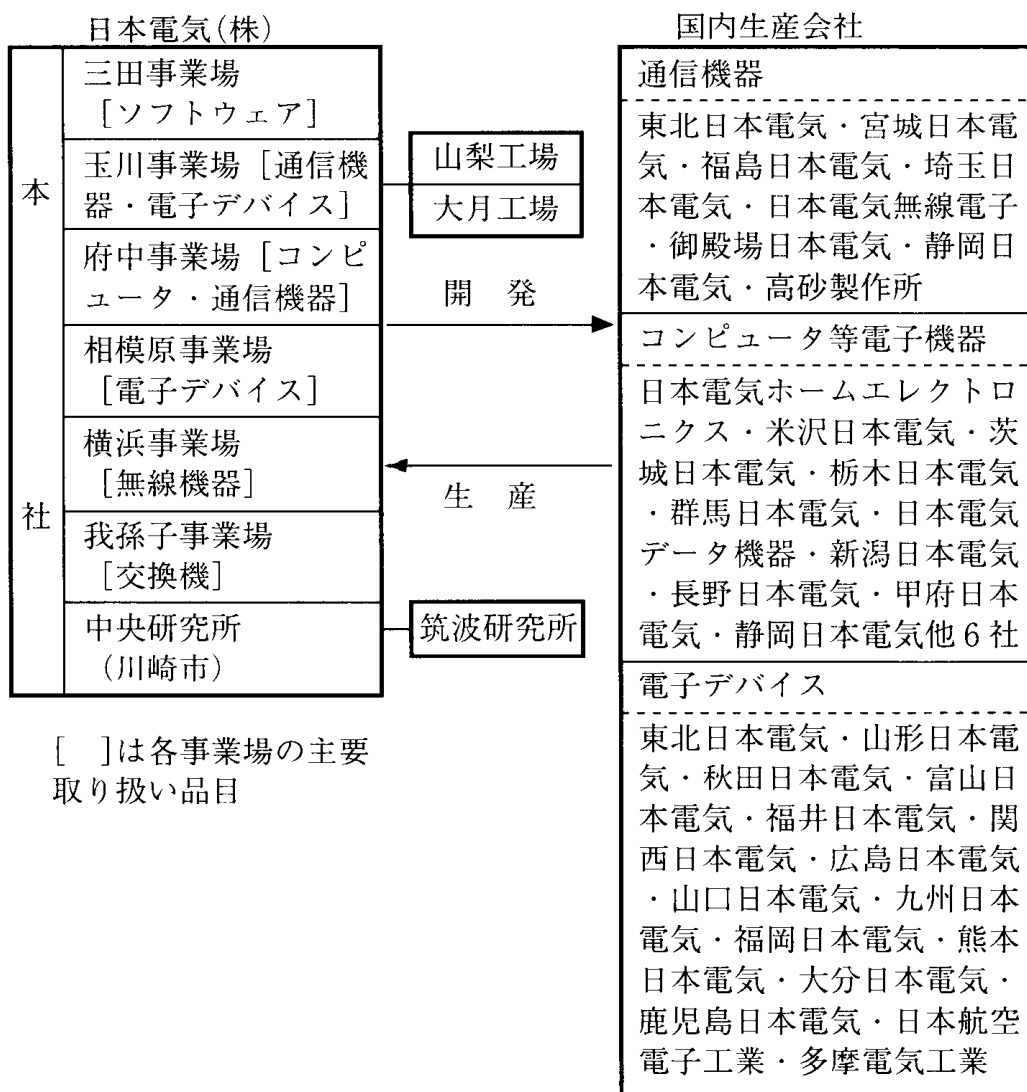 日本電気(株)
本社
三田事業場
[ソフトウェア]
玉川事業場[通信機
器・電子デバイス]
府中事業場[コンピ
ュータ・通信機器]
相模原事業場
[電子デバイス]
横浜事業場
[無線機器]
我孫子事業場
[交換機]
中央研究所
(川崎市)
山梨工場
大月工場
開 発
生 産
筑波研究所
[ ]は各事業場の主要
取り扱い品目
国内生産会社
通信機器
東北日本電気・宮城日本電
気・福島日本電気・埼玉日
本電気・日本電気無線電子
・御殿場日本電気・静岡日
本電気・高砂製作所
コンピュータ等電子機器
日本電気ホームエレクトロ
ニクス・米沢日本電気・茨
城日本電気・栃木日本電気
・群馬日本電気・日本電気
データ機器・新潟日本電気
・長野日本電気・甲府日本
電気・静岡日本電気他6社
電子デバイス
東北日本電気・山形日本電
気・秋田日本電気・富山日
本電気・福井日本電気・関
西日本電気・広島日本電気
・山口日本電気・九州日本
電気・福岡日本電気・熊本
日本電気・大分日本電気・
鹿児島日本電気・日本航空
電子工業・多摩電気工業